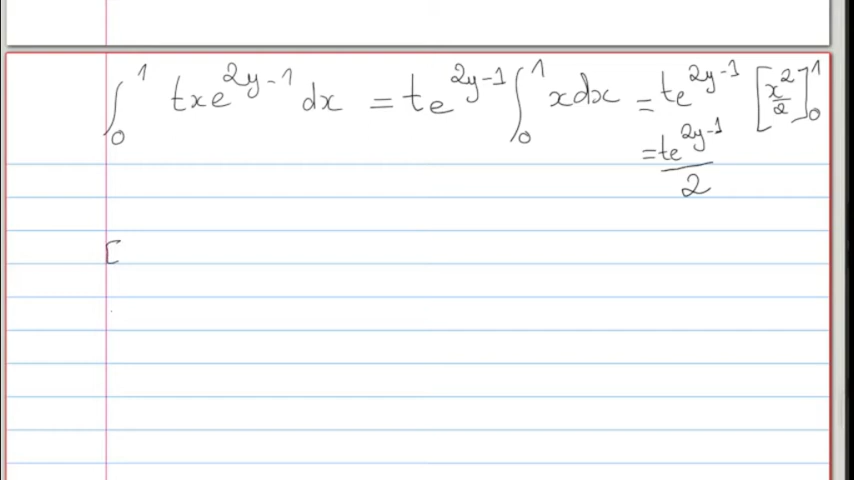 ∫₀¹ txe^{2y-1} dx = te^{2y-1} ∫₀¹ xdx = te^{2y-1} [x²/2]₀¹
= te^{2y-1}/2
[